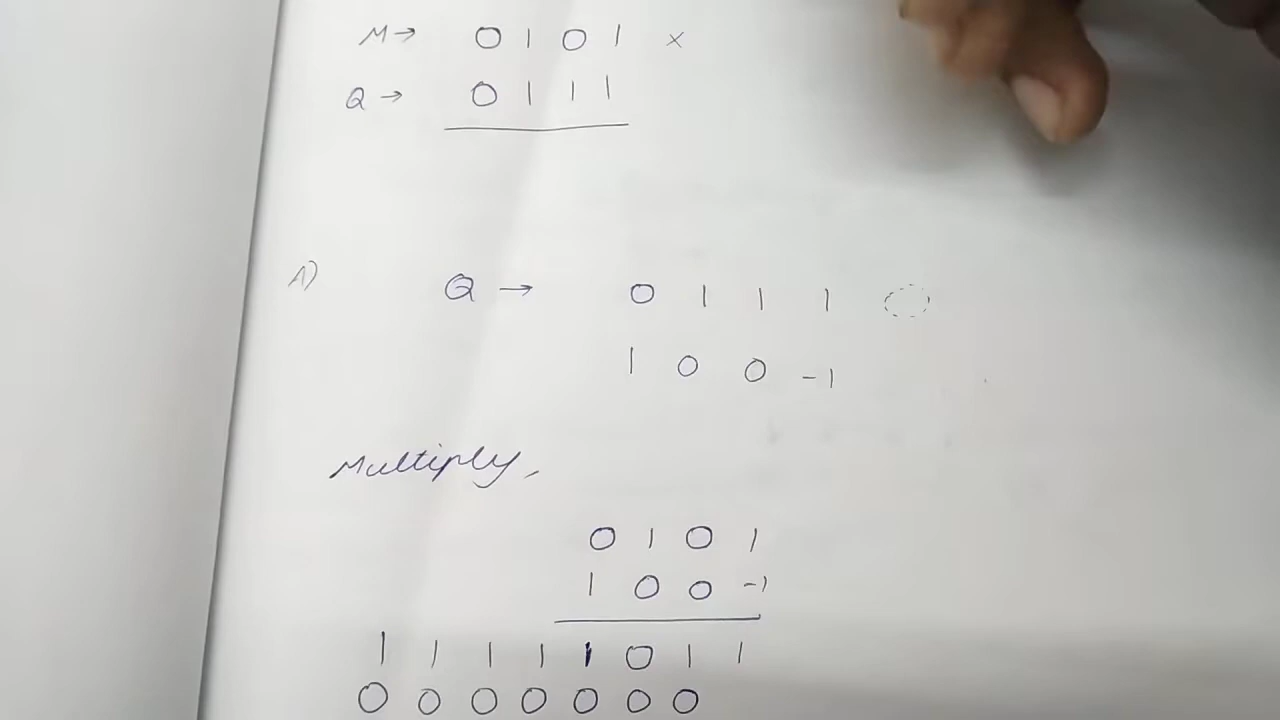 M→ 0 1 0 1 ×
Q → 0 1 1 1
A) Q → 0 1 1 1 0
1 0 0 -1
Multiply,
0 1 0 1
1 0 0 -1
1 1 1 1 1 0 1 1
0 0 0 0 0 0 0